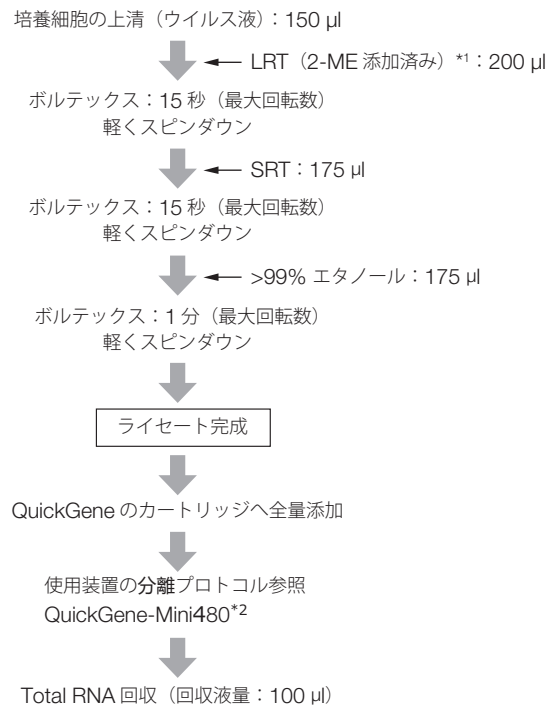 培養細胞の上清（ウイルス液）：150 µl
LRT（2-ME 添加済み）*1：200 µl
ボルテックス：15 秒（最大回転数）
軽くスピンダウン
SRT：175 µl
ボルテックス：15 秒（最大回転数）
軽くスピンダウン
>99% エタノール：175 µl
ボルテックス：1 分（最大回転数）
軽くスピンダウン
ライセート完成
QuickGene のカートリッジへ全量添加
使用装置の分離プロトコル参照
QuickGene-Mini480*2
Total RNA 回収（回収液量：100 µl）